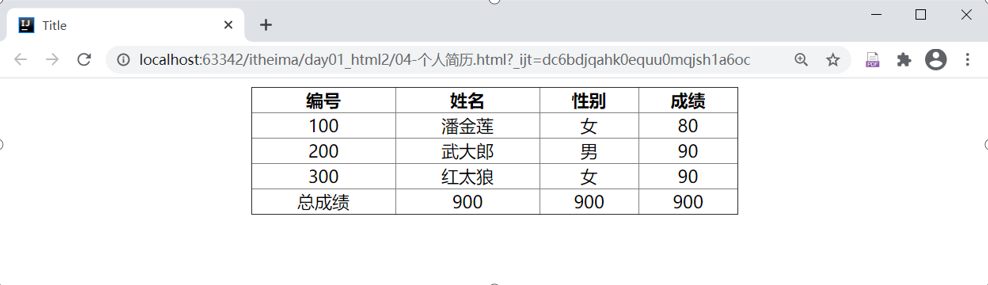 Title
localhost:63342/itheima/day01_html2/04-个人简历.html?_ijt=dc6bdjqahk0equu0mqjsh1a6oc
编号 姓名 性别 成绩
100 潘金莲 女 80
200 武大郎 男 90
300 红太狼 女 90
总成绩 900 900 900